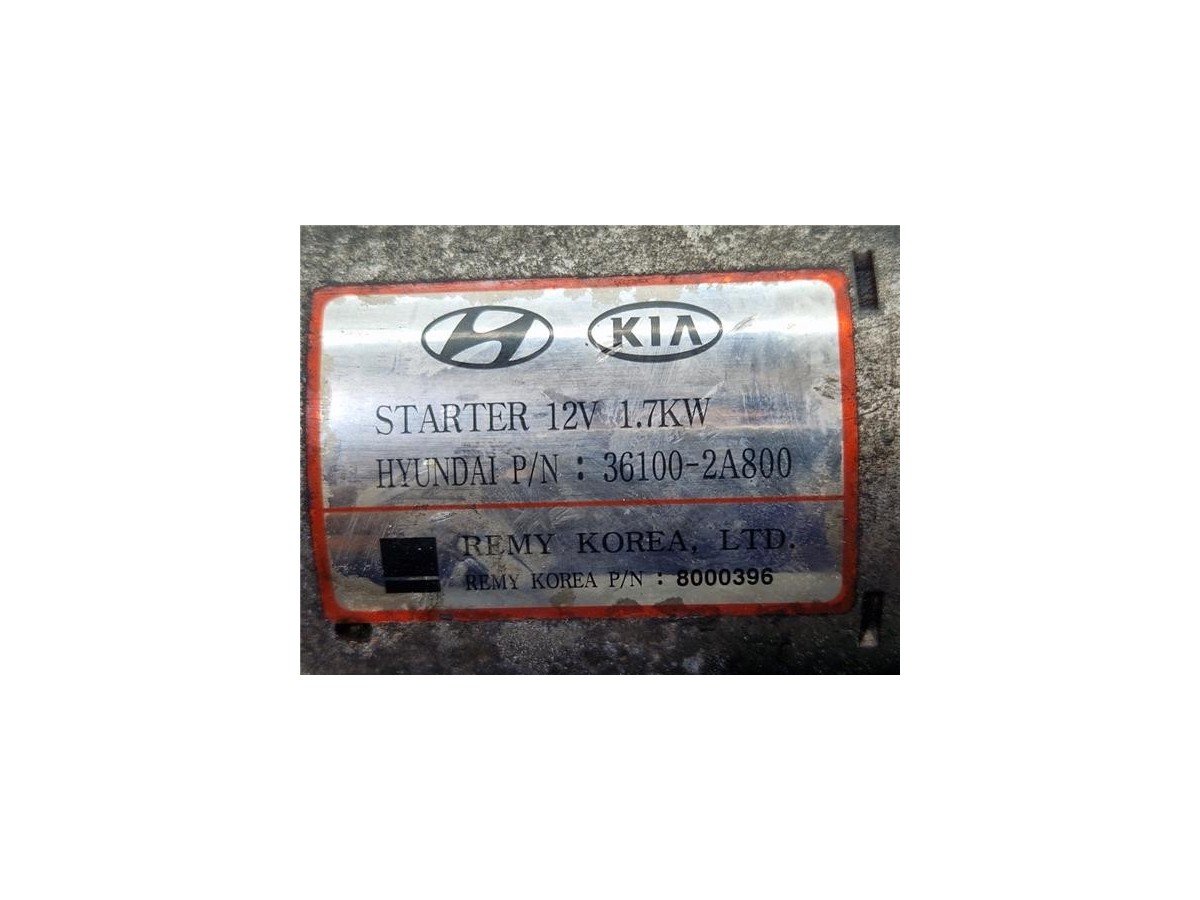 KIA
STARTER 12V 1.7KW
HYUNDAI P/N : 36100-2A800
REMY KOREA, LTD.
REMY KOREA P/N : 8000396